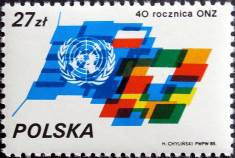 27zł
40 rocznica ONZ
POLSKA
H. CHYLIŃSKI PWPW 85.